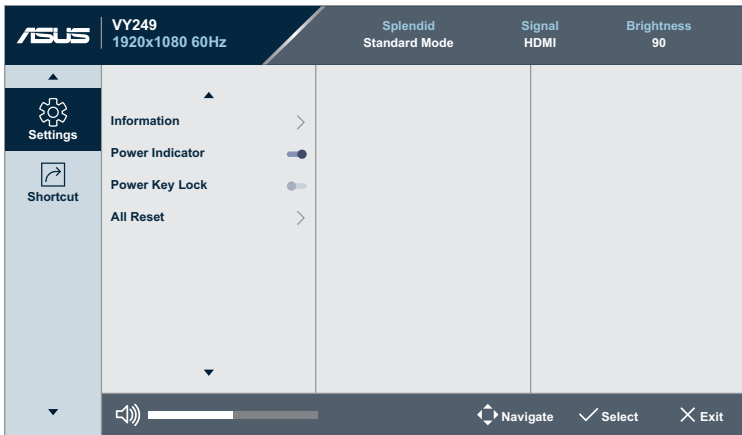 ASUS
VY249
1920x1080 60Hz
Splendid
Standard Mode
Signal
HDMI
Brightness
90
Settings
Shortcut
Information
Power Indicator
Power Key Lock
All Reset
Navigate
Select
Exit